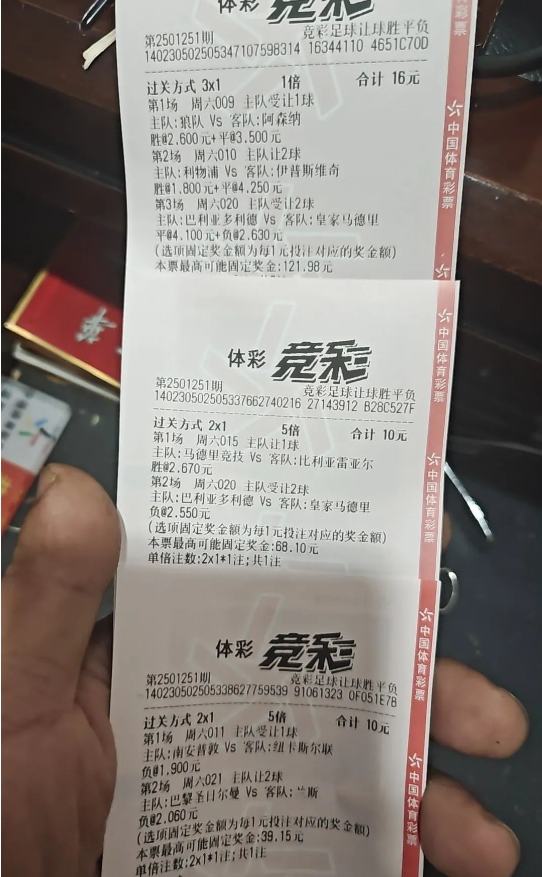 体彩 竞彩
竞彩足球让球胜平负
第2501251期
140230502505347107598314 16344110 4651C70D
过关方式 3x1 1倍 合计 16元
第1场 周六009 主队受让1球
主队:狼队 Vs 客队:阿森纳
胜@2.600元+平@3.500元
第2场 周六010 主队让2球
主队:利物浦 Vs 客队:伊普斯维奇
胜@1.800元+平@4.250元
第3场 周六020 主队受让2球
主队:巴利亚多利德 Vs 客队:皇家马德里
平@4.100元+负@2.630元
(选项固定奖金额为每1元投注对应的奖金额)
本票最高可能固定奖金:121.98元
体彩 竞彩
第2501251期 竞彩足球让球胜平负
140230502505337662740216 27143912 B28C527F
过关方式 2x1 5倍 合计 10元
第1场 周六015 主队让1球
主队:马德里竞技 Vs 客队:比利亚雷亚尔
胜@2.670元
第2场 周六020 主队受让2球
主队:巴利亚多利德 Vs 客队:皇家马德里
负@2.550元
(选项固定奖金额为每1元投注对应的奖金额)
本票最高可能固定奖金:68.10元
单倍注数:2x1*1注;共1注
体彩 竞彩
第2501251期 竞彩足球让球胜平负
140230502505338627759539 91061323 0F051E7B
过关方式 2x1 5倍 合计 10元
第1场 周六011 主队受让1球
主队:南安普敦 Vs 客队:纽卡斯尔联
负@1.900元
第2场 周六021 主队让2球
主队:巴黎圣日尔曼 Vs 客队:兰斯
负@2.060元
(选项固定奖金额为每1元投注对应的奖金额)
本票最高可能固定奖金:39.15元
单倍注数:2x1*1注;共1注
彩票
中国体育彩票
中国体育彩票
中国体育彩票
中国体育彩票
中国体育彩票